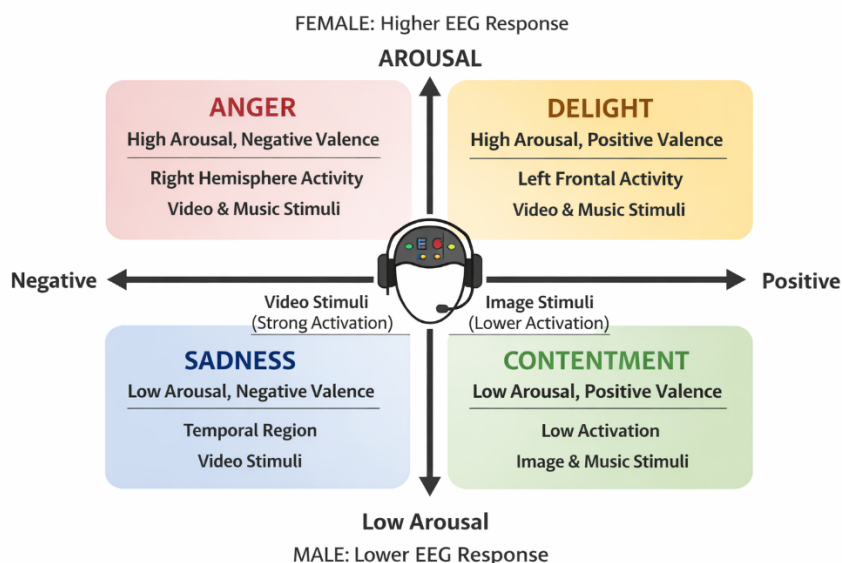 FEMALE: Higher EEG Response
AROUSAL
ANGER
High Arousal, Negative Valence
Right Hemisphere Activity
Video & Music Stimuli
DELIGHT
High Arousal, Positive Valence
Left Frontal Activity
Video & Music Stimuli
Negative
Positive
Video Stimuli
(Strong Activation)
Image Stimuli
(Lower Activation)
SADNESS
Low Arousal, Negative Valence
Temporal Region
Video Stimuli
CONTENTMENT
Low Arousal, Positive Valence
Low Activation
Image & Music Stimuli
Low Arousal
MALE: Lower EEG Response